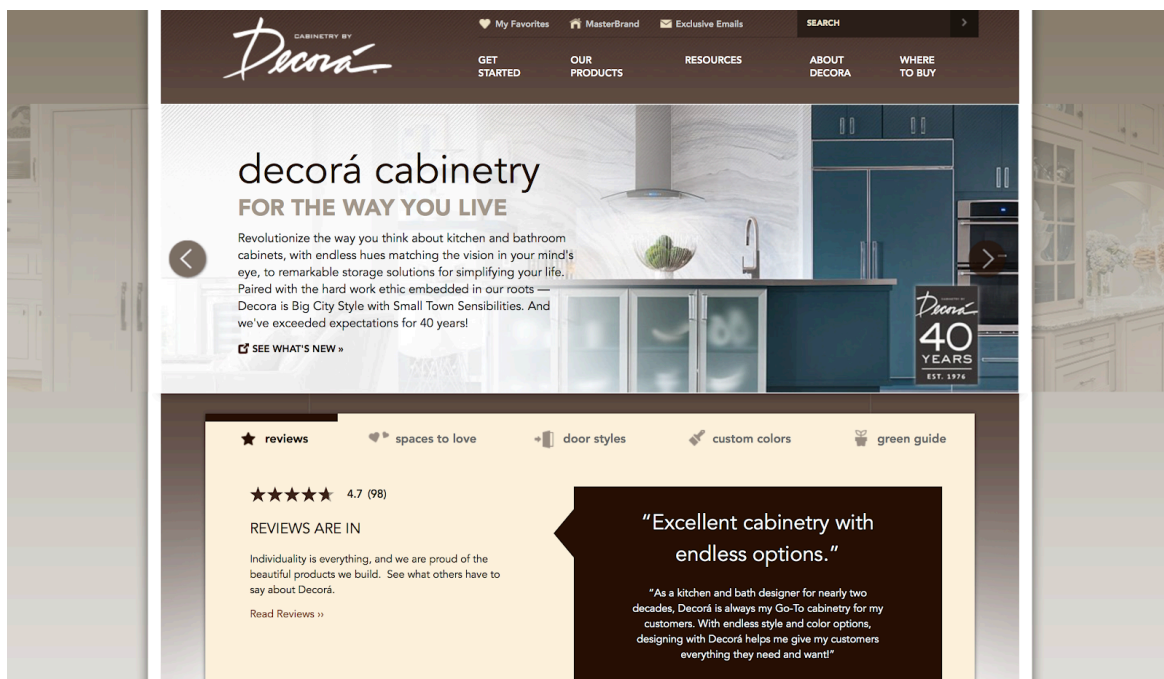 CABINETRY BY
Decorá
My Favorites
MasterBrand
Exclusive Emails
SEARCH
GET
STARTED
OUR
PRODUCTS
RESOURCES
ABOUT
DECORA
WHERE
TO BUY
decorá cabinetry
FOR THE WAY YOU LIVE
Revolutionize the way you think about kitchen and bathroom
cabinets, with endless hues matching the vision in your mind's
eye, to remarkable storage solutions for simplifying your life.
Paired with the hard work ethic embedded in our roots —
Decora is Big City Style with Small Town Sensibilities. And
we've exceeded expectations for 40 years!
SEE WHAT'S NEW »
CABINETRY BY
Decorá
40
YEARS
EST. 1976
reviews
spaces to love
door styles
custom colors
green guide
4.7 (98)
REVIEWS ARE IN
Individuality is everything, and we are proud of the
beautiful products we build. See what others have to
say about Decorá.
Read Reviews ››
“Excellent cabinetry with
endless options.”
“As a kitchen and bath designer for nearly two
decades, Decorá is always my Go-To cabinetry for my
customers. With endless style and color options,
designing with Decorá helps me give my customers
everything they need and want!”